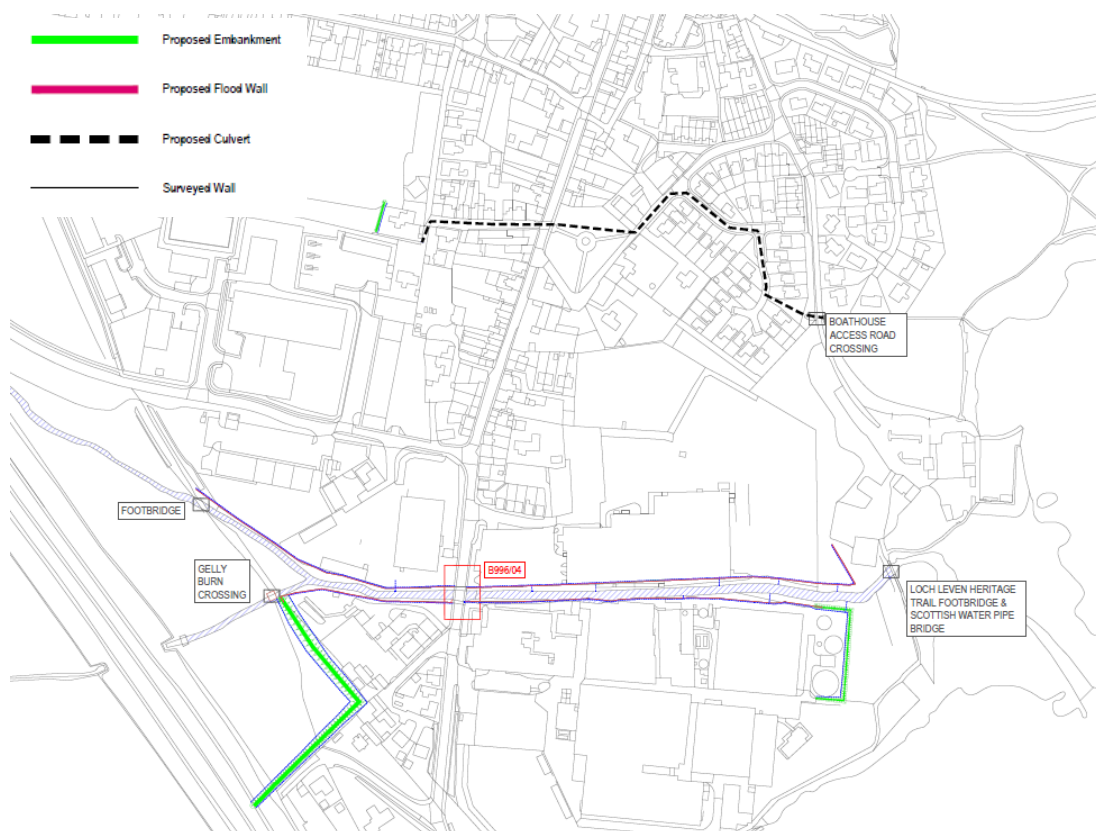 Proposed Embankment
Proposed Flood Wall
Proposed Culvert
Surveyed Wall
BOATHOUSE
ACCESS ROAD
CROSSING
FOOTBRIDGE
GELLY
BURN
CROSSING
B996/04
LOCH LEVEN HERITAGE
TRAIL FOOTBRIDGE &
SCOTTISH WATER PIPE
BRIDGE